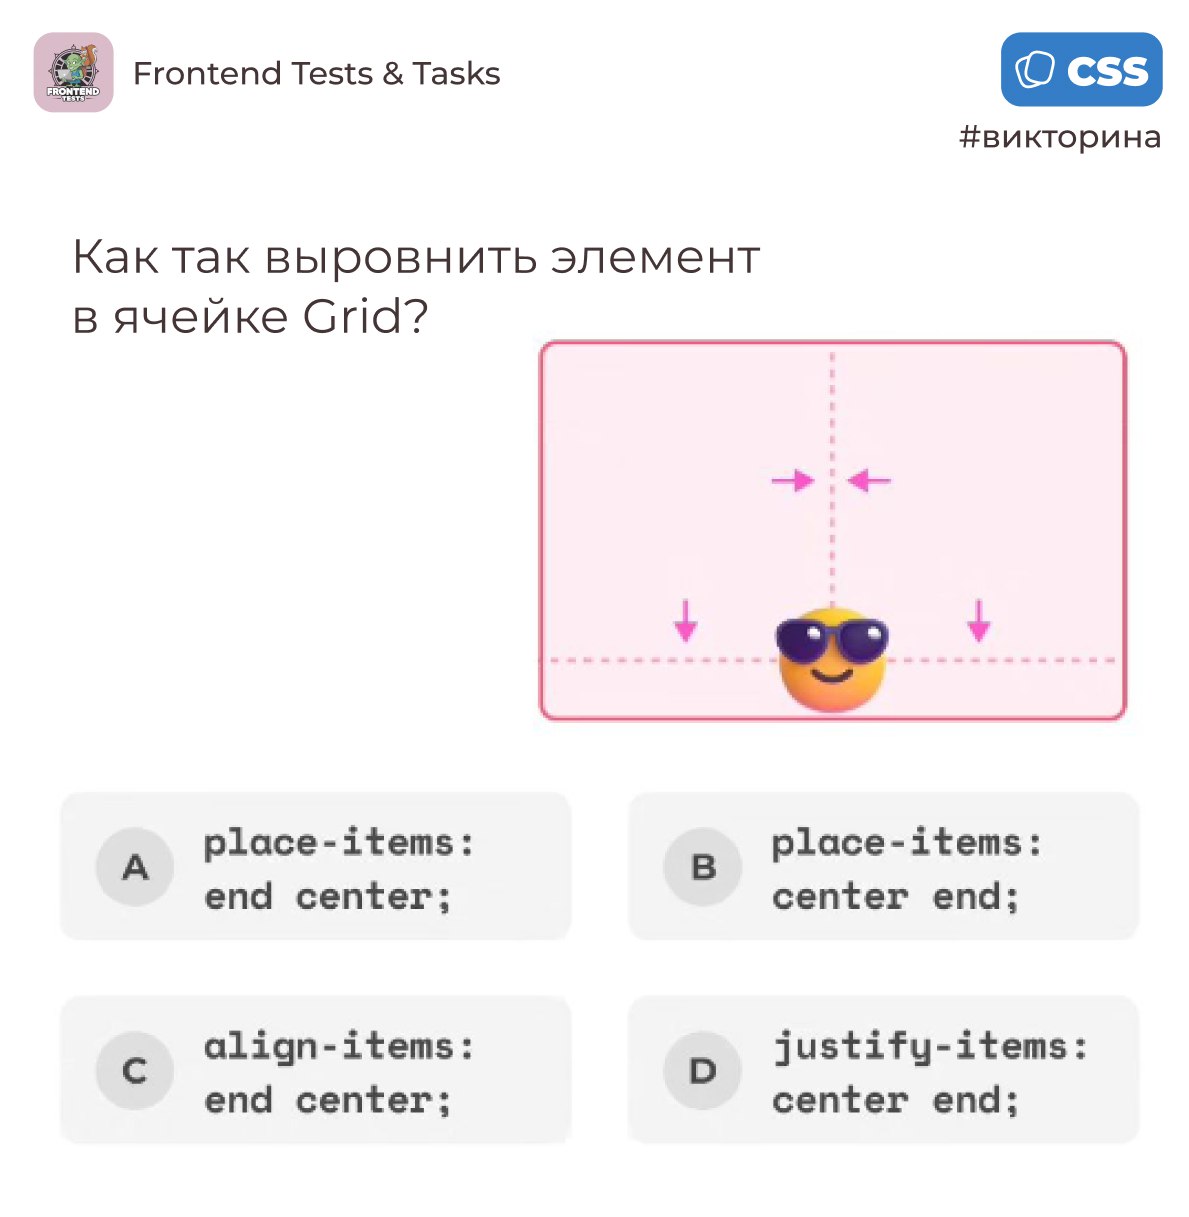 FRONTEND
TESTS
Frontend Tests & Tasks
CSS
#викторина
Как так выровнить элемент
в ячейке Grid?
A
place-items:
end center;
B
place-items:
center end;
C
align-items:
end center;
D
justify-items:
center end;